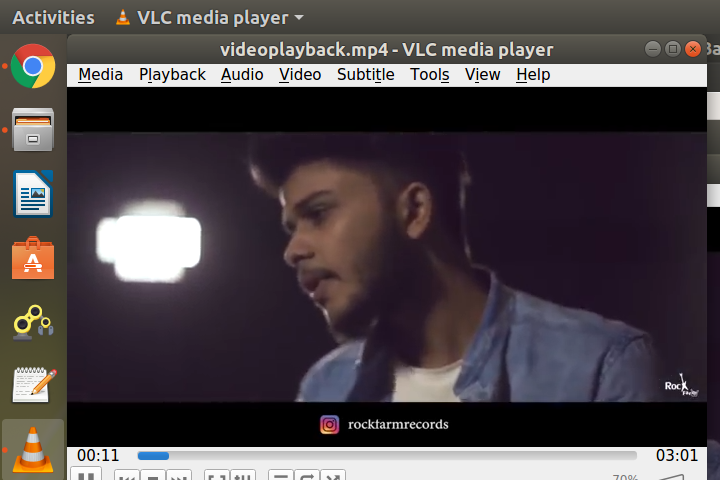 Activities VLC media player
videoplayback.mp4 - VLC media player
Media Playback Audio Video Subtitle Tools View Help
Rock
rockfarmrecords
00:11 03:01
70%